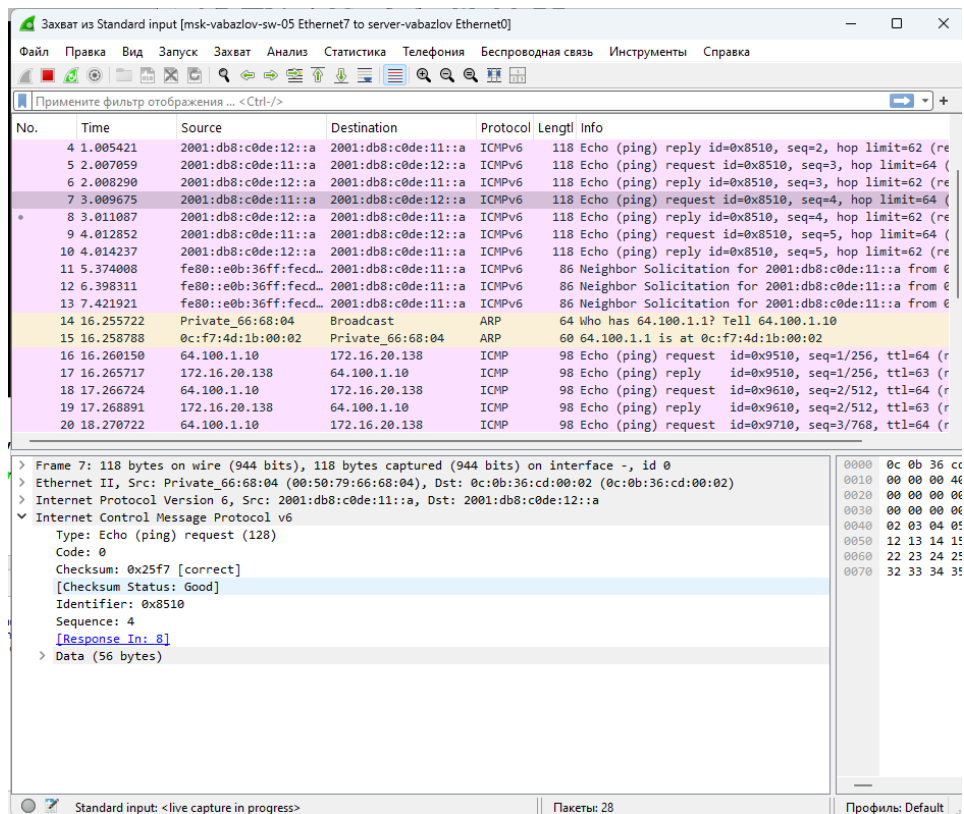 Захват из Standard input [msk-vabazlov-sw-05 Ethernet7 to server-vabazlov Ethernet0]
Файл Правка Вид Запуск Захват Анализ Статистика Телефония Беспроводная связь Инструменты Справка
Примените фильтр отображения ... <Ctrl-/>
No. Time Source Destination Protocol Lengtl Info
4 1.005421 2001:db8:c0de:12::a 2001:db8:c0de:11::a ICMPv6 118 Echo (ping) reply id=0x8510, seq=2, hop limit=62 (re
5 2.007059 2001:db8:c0de:11::a 2001:db8:c0de:12::a ICMPv6 118 Echo (ping) request id=0x8510, seq=3, hop limit=64 (
6 2.008290 2001:db8:c0de:12::a 2001:db8:c0de:11::a ICMPv6 118 Echo (ping) reply id=0x8510, seq=3, hop limit=62 (re
7 3.009675 2001:db8:c0de:11::a 2001:db8:c0de:12::a ICMPv6 118 Echo (ping) request id=0x8510, seq=4, hop limit=64 (
8 3.011087 2001:db8:c0de:12::a 2001:db8:c0de:11::a ICMPv6 118 Echo (ping) reply id=0x8510, seq=4, hop limit=62 (re
9 4.012852 2001:db8:c0de:11::a 2001:db8:c0de:12::a ICMPv6 118 Echo (ping) request id=0x8510, seq=5, hop limit=64 (
10 4.014237 2001:db8:c0de:12::a 2001:db8:c0de:11::a ICMPv6 118 Echo (ping) reply id=0x8510, seq=5, hop limit=62 (re
11 5.374008 fe80::e0b:36ff:fecd… 2001:db8:c0de:11::a ICMPv6 86 Neighbor Solicitation for 2001:db8:c0de:11::a from 0
12 6.398311 fe80::e0b:36ff:fecd… 2001:db8:c0de:11::a ICMPv6 86 Neighbor Solicitation for 2001:db8:c0de:11::a from 0
13 7.421921 fe80::e0b:36ff:fecd… 2001:db8:c0de:11::a ICMPv6 86 Neighbor Solicitation for 2001:db8:c0de:11::a from 0
14 16.255722 Private_66:68:04 Broadcast ARP 64 Who has 64.100.1.1? Tell 64.100.1.10
15 16.258788 0c:f7:4d:1b:00:02 Private_66:68:04 ARP 60 64.100.1.1 is at 0c:f7:4d:1b:00:02
16 16.260150 64.100.1.10 172.16.20.138 ICMP 98 Echo (ping) request id=0x9510, seq=1/256, ttl=64 (r
17 16.265717 172.16.20.138 64.100.1.10 ICMP 98 Echo (ping) reply id=0x9510, seq=1/256, ttl=63 (r
18 17.266724 64.100.1.10 172.16.20.138 ICMP 98 Echo (ping) request id=0x9610, seq=2/512, ttl=64 (r
19 17.268891 172.16.20.138 64.100.1.10 ICMP 98 Echo (ping) reply id=0x9610, seq=2/512, ttl=63 (r
20 18.270722 64.100.1.10 172.16.20.138 ICMP 98 Echo (ping) request id=0x9710, seq=3/768, ttl=64 (r
Frame 7: 118 bytes on wire (944 bits), 118 bytes captured (944 bits) on interface -, id 0
Ethernet II, Src: Private_66:68:04 (00:50:79:66:68:04), Dst: 0c:0b:36:cd:00:02 (0c:0b:36:cd:00:02)
Internet Protocol Version 6, Src: 2001:db8:c0de:11::a, Dst: 2001:db8:c0de:12::a
Internet Control Message Protocol v6
Type: Echo (ping) request (128)
Code: 0
Checksum: 0x25f7 [correct]
[Checksum Status: Good]
Identifier: 0x8510
Sequence: 4
[Response In: 8]
Data (56 bytes)
0000 0c 0b 36 cd
0010 00 00 00 40
0020 00 00 00 00
0030 00 00 00 00
0040 02 03 04 05
0050 12 13 14 15
0060 22 23 24 25
0070 32 33 34 35
Standard input: <live capture in progress> Пакеты: 28 Профиль: Default